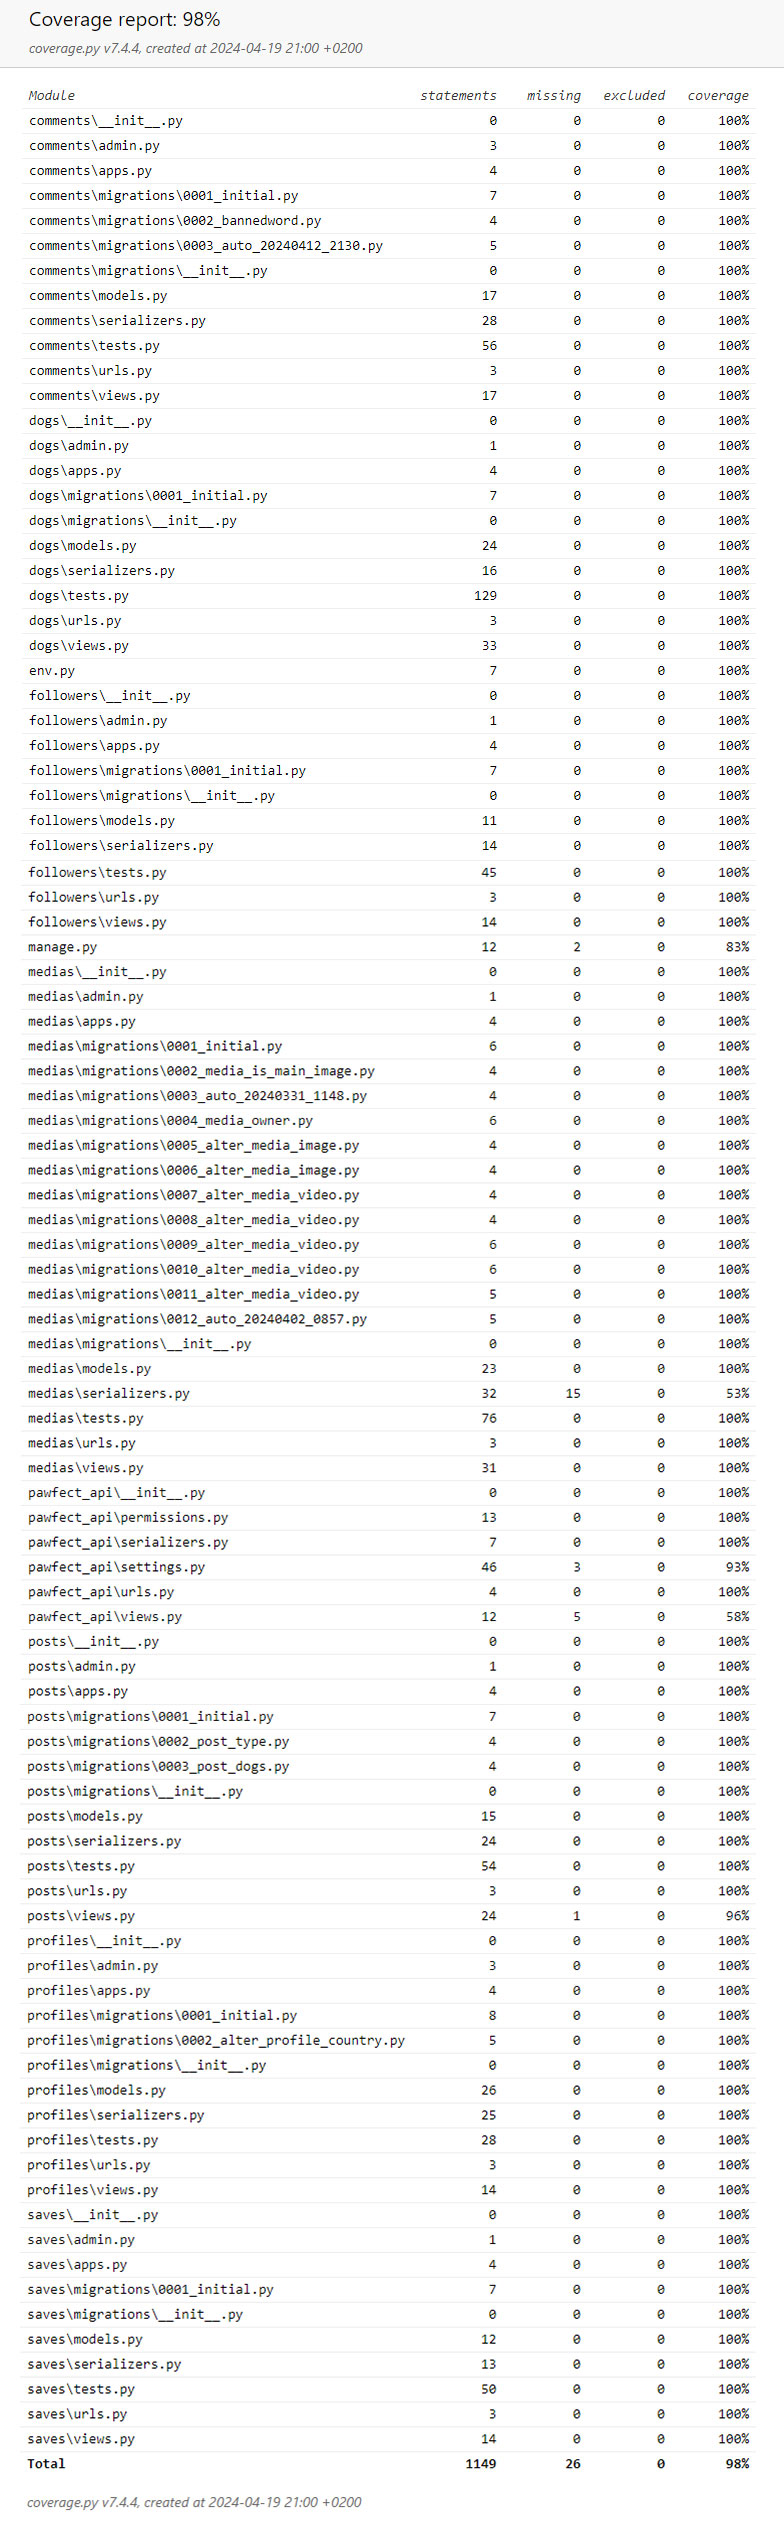 Coverage report: 98%
coverage.py v7.4.4, created at 2024-04-19 21:00 +0200
Module statements missing excluded coverage
comments\__init__.py 0 0 0 100%
comments\admin.py 3 0 0 100%
comments\apps.py 4 0 0 100%
comments\migrations\0001_initial.py 7 0 0 100%
comments\migrations\0002_bannedword.py 4 0 0 100%
comments\migrations\0003_auto_20240412_2130.py 5 0 0 100%
comments\migrations\__init__.py 0 0 0 100%
comments\models.py 17 0 0 100%
comments\serializers.py 28 0 0 100%
comments\tests.py 56 0 0 100%
comments\urls.py 3 0 0 100%
comments\views.py 17 0 0 100%
dogs\__init__.py 0 0 0 100%
dogs\admin.py 1 0 0 100%
dogs\apps.py 4 0 0 100%
dogs\migrations\0001_initial.py 7 0 0 100%
dogs\migrations\__init__.py 0 0 0 100%
dogs\models.py 24 0 0 100%
dogs\serializers.py 16 0 0 100%
dogs\tests.py 129 0 0 100%
dogs\urls.py 3 0 0 100%
dogs\views.py 33 0 0 100%
env.py 7 0 0 100%
followers\__init__.py 0 0 0 100%
followers\admin.py 1 0 0 100%
followers\apps.py 4 0 0 100%
followers\migrations\0001_initial.py 7 0 0 100%
followers\migrations\__init__.py 0 0 0 100%
followers\models.py 11 0 0 100%
followers\serializers.py 14 0 0 100%
followers\tests.py 45 0 0 100%
followers\urls.py 3 0 0 100%
followers\views.py 14 0 0 100%
manage.py 12 2 0 83%
medias\__init__.py 0 0 0 100%
medias\admin.py 1 0 0 100%
medias\apps.py 4 0 0 100%
medias\migrations\0001_initial.py 6 0 0 100%
medias\migrations\0002_media_is_main_image.py 4 0 0 100%
medias\migrations\0003_auto_20240331_1148.py 4 0 0 100%
medias\migrations\0004_media_owner.py 6 0 0 100%
medias\migrations\0005_alter_media_image.py 4 0 0 100%
medias\migrations\0006_alter_media_image.py 4 0 0 100%
medias\migrations\0007_alter_media_video.py 4 0 0 100%
medias\migrations\0008_alter_media_video.py 4 0 0 100%
medias\migrations\0009_alter_media_video.py 6 0 0 100%
medias\migrations\0010_alter_media_video.py 6 0 0 100%
medias\migrations\0011_alter_media_video.py 5 0 0 100%
medias\migrations\0012_auto_20240402_0857.py 5 0 0 100%
medias\migrations\__init__.py 0 0 0 100%
medias\models.py 23 0 0 100%
medias\serializers.py 32 15 0 53%
medias\tests.py 76 0 0 100%
medias\urls.py 3 0 0 100%
medias\views.py 31 0 0 100%
pawfect_api\__init__.py 0 0 0 100%
pawfect_api\permissions.py 13 0 0 100%
pawfect_api\serializers.py 7 0 0 100%
pawfect_api\settings.py 46 3 0 93%
pawfect_api\urls.py 4 0 0 100%
pawfect_api\views.py 12 5 0 58%
posts\__init__.py 0 0 0 100%
posts\admin.py 1 0 0 100%
posts\apps.py 4 0 0 100%
posts\migrations\0001_initial.py 7 0 0 100%
posts\migrations\0002_post_type.py 4 0 0 100%
posts\migrations\0003_post_dogs.py 4 0 0 100%
posts\migrations\__init__.py 0 0 0 100%
posts\models.py 15 0 0 100%
posts\serializers.py 24 0 0 100%
posts\tests.py 54 0 0 100%
posts\urls.py 3 0 0 100%
posts\views.py 24 1 0 96%
profiles\__init__.py 0 0 0 100%
profiles\admin.py 3 0 0 100%
profiles\apps.py 4 0 0 100%
profiles\migrations\0001_initial.py 8 0 0 100%
profiles\migrations\0002_alter_profile_country.py 5 0 0 100%
profiles\migrations\__init__.py 0 0 0 100%
profiles\models.py 26 0 0 100%
profiles\serializers.py 25 0 0 100%
profiles\tests.py 28 0 0 100%
profiles\urls.py 3 0 0 100%
profiles\views.py 14 0 0 100%
saves\__init__.py 0 0 0 100%
saves\admin.py 1 0 0 100%
saves\apps.py 4 0 0 100%
saves\migrations\0001_initial.py 7 0 0 100%
saves\migrations\__init__.py 0 0 0 100%
saves\models.py 12 0 0 100%
saves\serializers.py 13 0 0 100%
saves\tests.py 50 0 0 100%
saves\urls.py 3 0 0 100%
saves\views.py 14 0 0 100%
Total 1149 26 0 98%
coverage.py v7.4.4, created at 2024-04-19 21:00 +0200